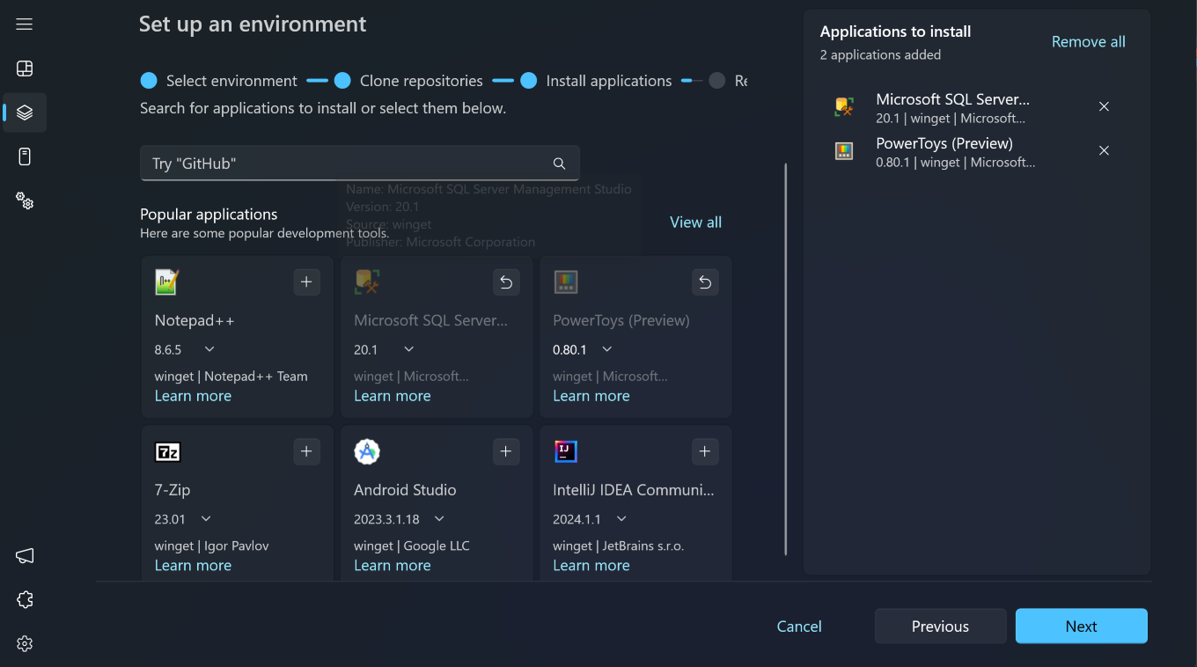 Set up an environment
Select environment
Clone repositories
Install applications
Re
Search for applications to install or select them below.
Try "GitHub"
Name: Microsoft SQL Server Management Studio
Version: 20.1
Source: winget
Publisher: Microsoft Corporation
Popular applications
Here are some popular development tools.
View all
Notepad++
8.6.5
winget | Notepad++ Team
Learn more
Microsoft SQL Server...
20.1
winget | Microsoft...
Learn more
PowerToys (Preview)
0.80.1
winget | Microsoft...
Learn more
7z
7-Zip
23.01
winget | Igor Pavlov
Learn more
Android Studio
2023.3.1.18
winget | Google LLC
Learn more
IJ
IntelliJ IDEA Communi...
2024.1.1
winget | JetBrains s.r.o.
Learn more
Applications to install
2 applications added
Remove all
Microsoft SQL Server...
20.1 | winget | Microsoft...
PowerToys (Preview)
0.80.1 | winget | Microsoft...
Cancel
Previous
Next